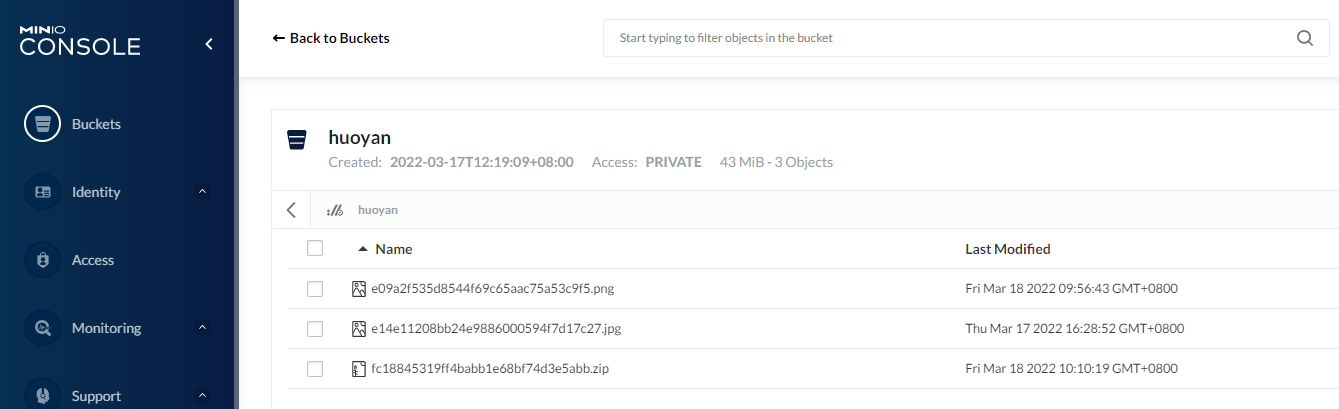 MINIO
CONSOLE
Back to Buckets
Start typing to filter objects in the bucket
Buckets
Identity
Access
Monitoring
Support
huoyan
Created: 2022-03-17T12:19:09+08:00 Access: PRIVATE 43 MiB - 3 Objects
huoyan
Name Last Modified
e09a2f535d8544f69c65aac75a53c9f5.png Fri Mar 18 2022 09:56:43 GMT+0800
e14e11208bb24e9886000594f7d17c27.jpg Thu Mar 17 2022 16:28:52 GMT+0800
fc18845319ff4babb1e68bf74d3e5abb.zip Fri Mar 18 2022 10:10:19 GMT+0800